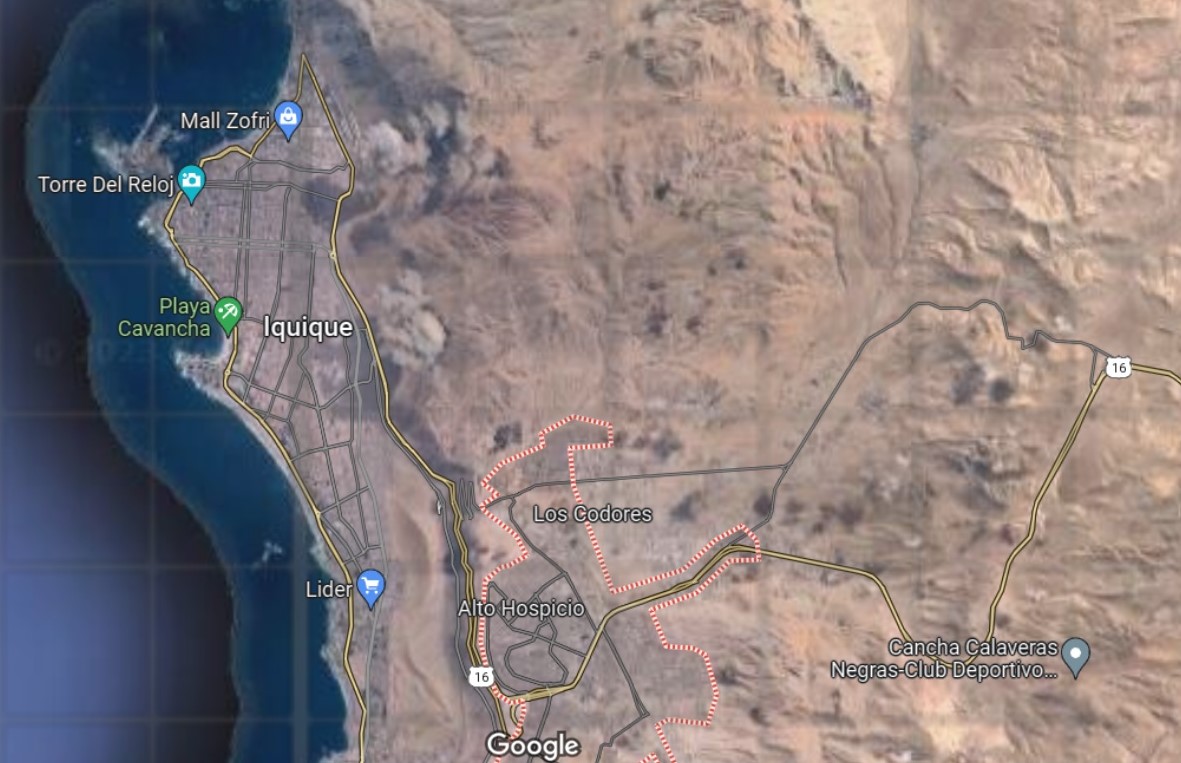 Mall Zofri
Torre Del Reloj
Playa
Cavancha
Iquique
16
Los Codores
Lider
Alto Hospicio
Cancha Calaveras
Negras-Club Deportivo...
16
Google